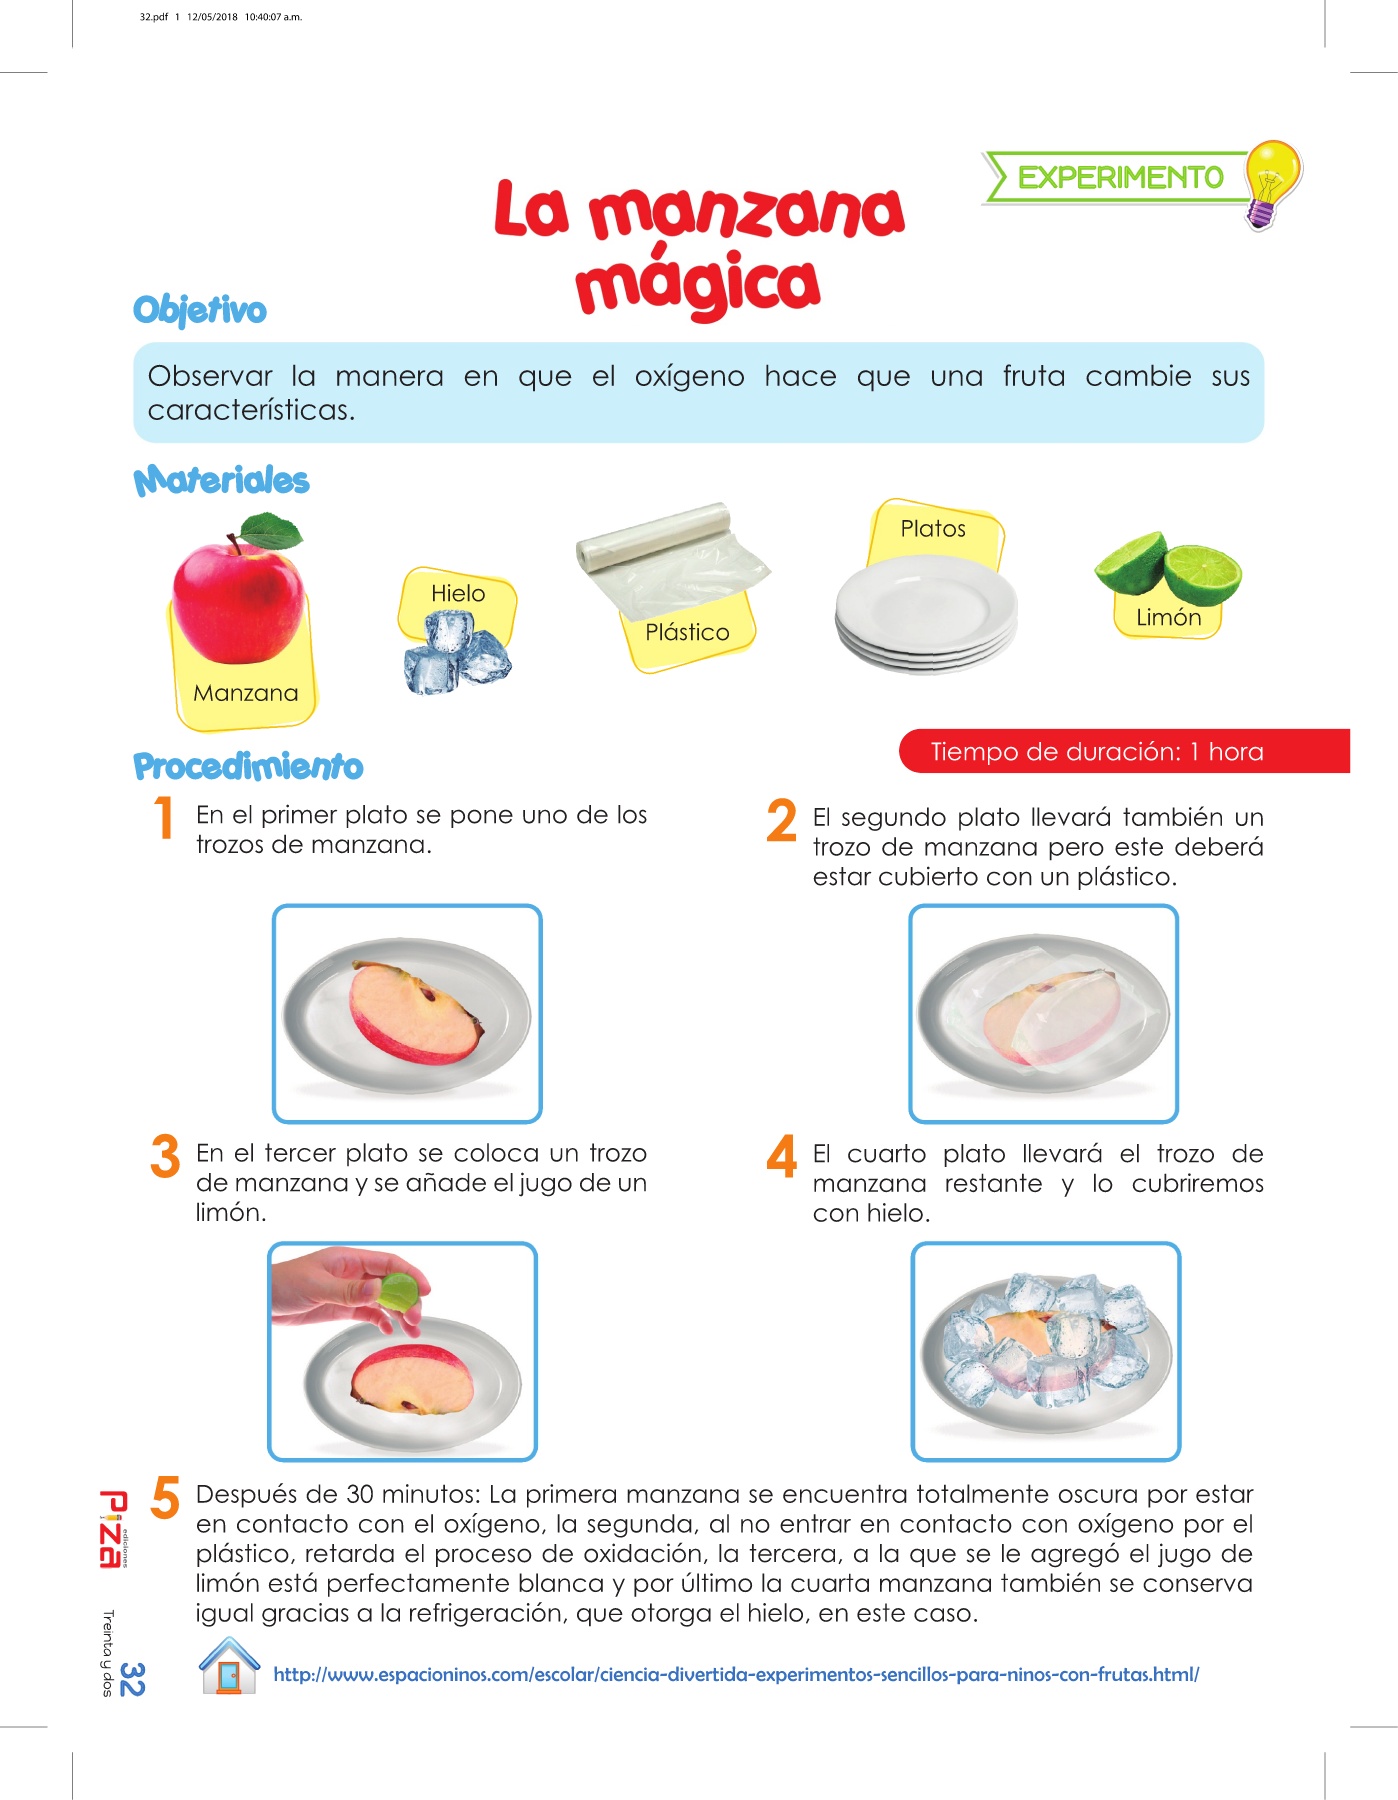 32.pdf 1 12/05/2018 10:40:07 a.m.
EXPERIMENTO
La manzana
mágica
Objetivo
Observar la manera en que el oxígeno hace que una fruta cambie sus
características.
Materiales
Manzana
Hielo
Plástico
Platos
Limón
Tiempo de duración: 1 hora
Procedimiento
1 En el primer plato se pone uno de los
trozos de manzana.
2 El segundo plato llevará también un
trozo de manzana pero este deberá
estar cubierto con un plástico.
3 En el tercer plato se coloca un trozo
de manzana y se añade el jugo de un
limón.
4 El cuarto plato llevará el trozo de
manzana restante y lo cubriremos
con hielo.
5 Después de 30 minutos: La primera manzana se encuentra totalmente oscura por estar
en contacto con el oxígeno, la segunda, al no entrar en contacto con oxígeno por el
plástico, retarda el proceso de oxidación, la tercera, a la que se le agregó el jugo de
limón está perfectamente blanca y por último la cuarta manzana también se conserva
igual gracias a la refrigeración, que otorga el hielo, en este caso.
http://www.espacioninos.com/escolar/ciencia-divertida-experimentos-sencillos-para-ninos-con-frutas.html/
ediciones
Piza
Treinta y dos
32